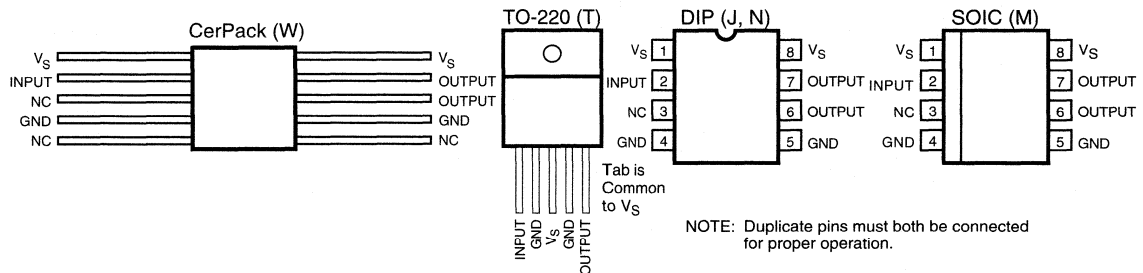 CerPack (W)
VS
INPUT
NC
GND
NC
VS
OUTPUT
OUTPUT
GND
NC
TO-220 (T)
Tab is
Common
to VS
INPUT
GND
VS
GND
OUTPUT
DIP (J, N)
VS 1 8 VS
INPUT 2 7 OUTPUT
NC 3 6 OUTPUT
GND 4 5 GND
SOIC (M)
VS 1 8 VS
INPUT 2 7 OUTPUT
NC 3 6 OUTPUT
GND 4 5 GND
NOTE: Duplicate pins must both be connected
for proper operation.